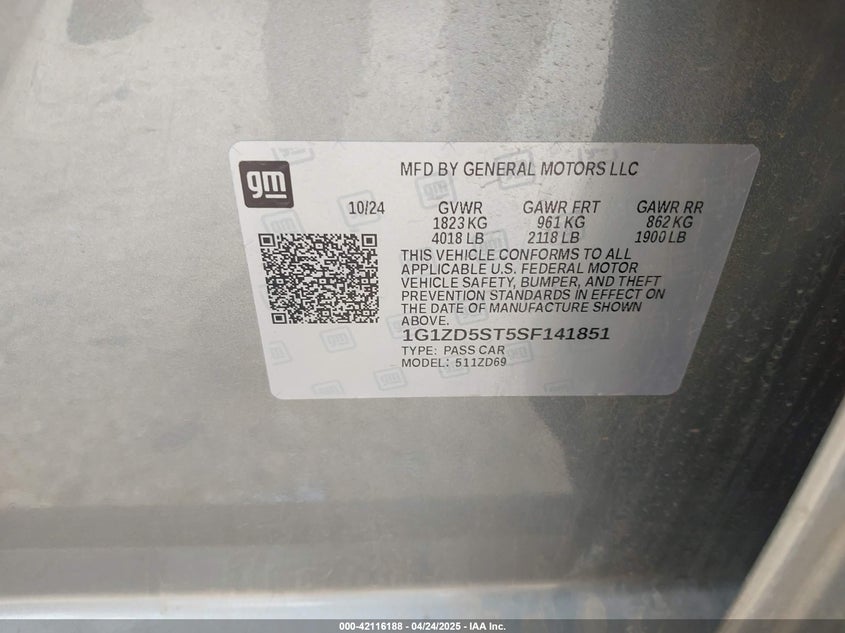 gm
MFD BY GENERAL MOTORS LLC
10/24 GVWR GAWR FRT GAWR RR
1823 KG 961 KG 862 KG
4018 LB 2118 LB 1900 LB
THIS VEHICLE CONFORMS TO ALL
APPLICABLE U.S. FEDERAL MOTOR
VEHICLE SAFETY, BUMPER, AND THEFT
PREVENTION STANDARDS IN EFFECT ON
THE DATE OF MANUFACTURE SHOWN
ABOVE.
1G1ZD5ST5SF141851
TYPE: PASS CAR
MODEL: 511ZD69
000-42116188 - 04/24/2025 - IAA Inc.